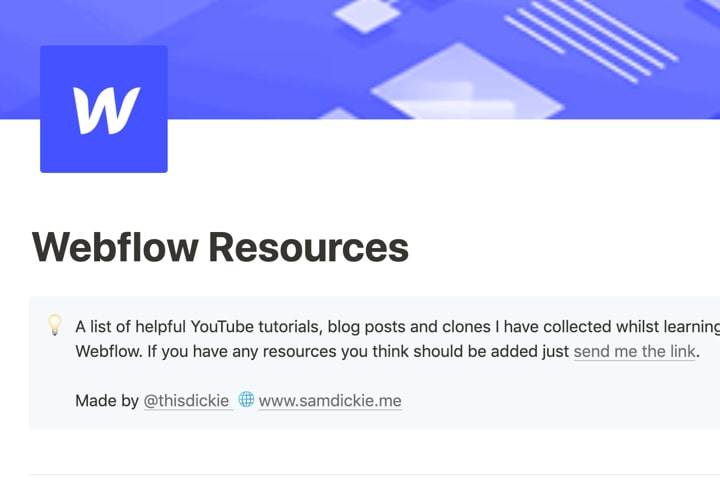 W
Webflow Resources
A list of helpful YouTube tutorials, blog posts and clones I have collected whilst learning
Webflow. If you have any resources you think should be added just send me the link.
Made by @thisdickie www.samdickie.me